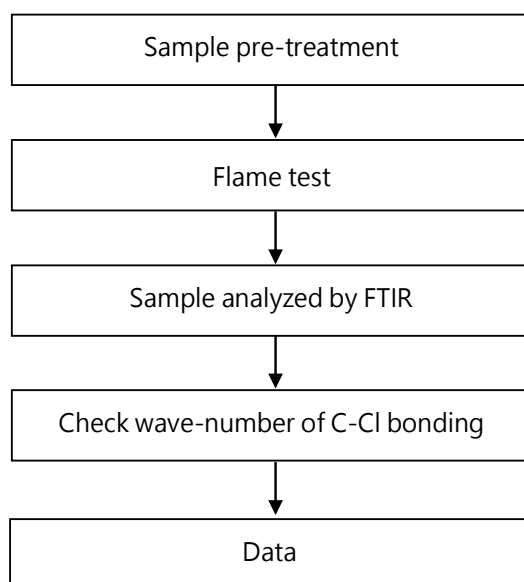 Sample pre-treatment
Flame test
Sample analyzed by FTIR
Check wave-number of C-Cl bonding
Data